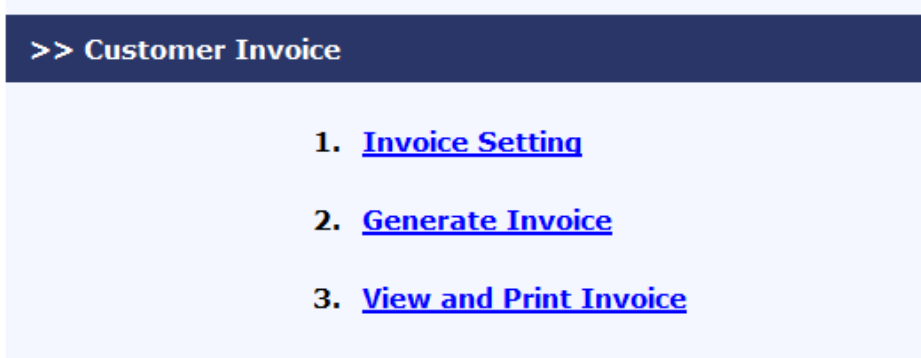 >> Customer Invoice
1. Invoice Setting
2. Generate Invoice
3. View and Print Invoice